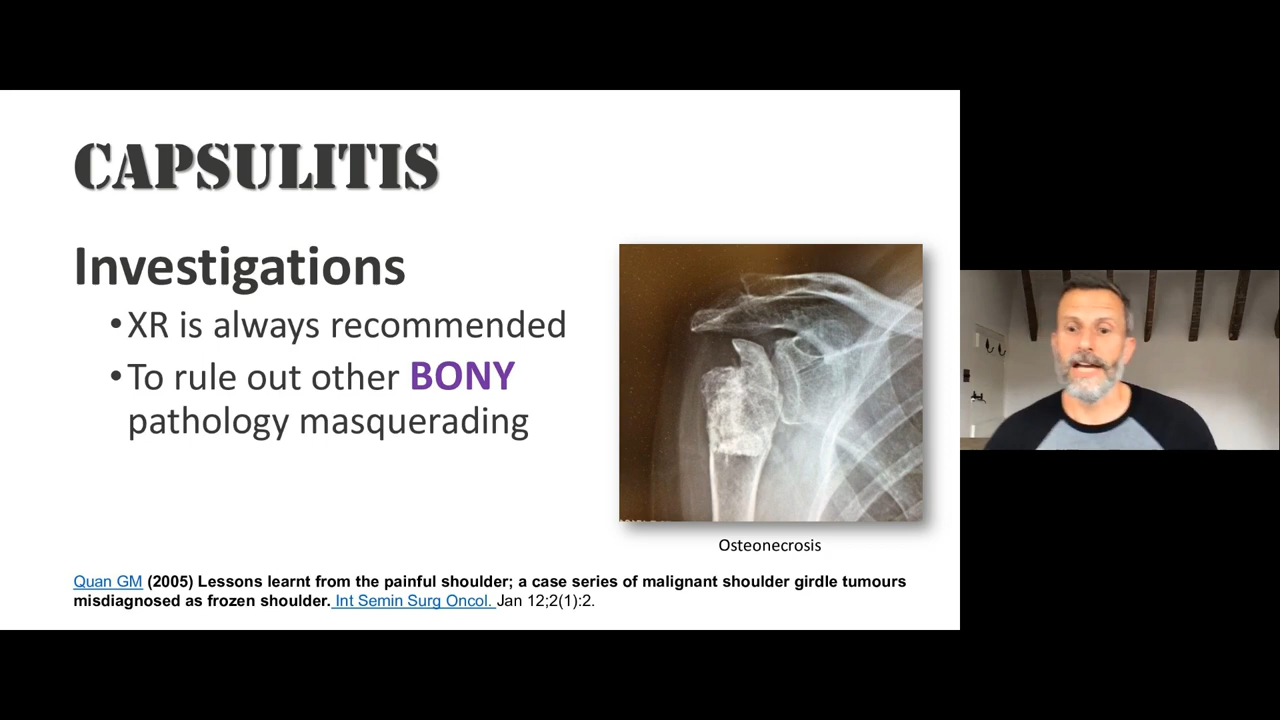 CAPSULITIS
Investigations
•XR is always recommended
•To rule out other BONY
pathology masquerading
Osteonecrosis
Quan GM (2005) Lessons learnt from the painful shoulder; a case series of malignant shoulder girdle tumours
misdiagnosed as frozen shoulder. Int Semin Surg Oncol. Jan 12;2(1):2.